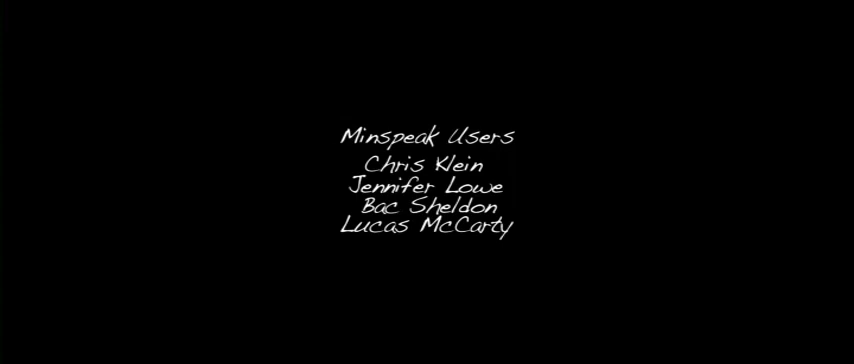 Minspeak Users
Chris Klein
Jennifer Lowe
Bac Sheldon
Lucas McCarty